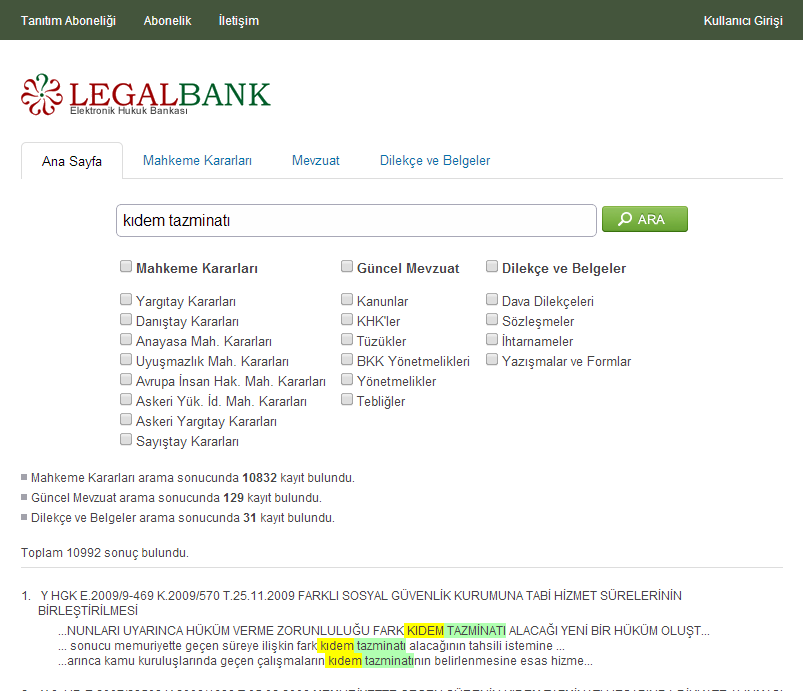 Tanıtım Aboneliği Abonelik İletişim Kullanıcı Girişi
LEGALBANK
Elektronik Hukuk Bankası
Ana Sayfa Mahkeme Kararları Mevzuat Dilekçe ve Belgeler
kıdem tazminatı ARA
Mahkeme Kararları Güncel Mevzuat Dilekçe ve Belgeler
Yargıtay Kararları Kanunlar Dava Dilekçeleri
Danıştay Kararları KHK'ler Sözleşmeler
Anayasa Mah. Kararları Tüzükler İhtarnameler
Uyuşmazlık Mah. Kararları BKK Yönetmelikleri Yazışmalar ve Formlar
Avrupa İnsan Hak. Mah. Kararları Yönetmelikler
Askeri Yük. İd. Mah. Kararları Tebliğler
Askeri Yargıtay Kararları
Sayıştay Kararları
Mahkeme Kararları arama sonucunda 10832 kayıt bulundu.
Güncel Mevzuat arama sonucunda 129 kayıt bulundu.
Dilekçe ve Belgeler arama sonucunda 31 kayıt bulundu.
Toplam 10992 sonuç bulundu.
1. Y HGK E.2009/9-469 K.2009/570 T.25.11.2009 FARKLI SOSYAL GÜVENLİK KURUMUNA TABİ HİZMET SÜRELERİNİN
BİRLEŞTİRİLMESİ
...NUNLARI UYARINCA HÜKÜM VERME ZORUNLULUĞU FARK KIDEM TAZMİNATI ALACAĞI YENİ BİR HÜKÜM OLUŞT...
... sonucu memuriyette geçen süreye ilişkin fark kıdem tazminatı alacağının tahsili istemine ...
...arınca kamu kuruluşlarında geçen çalışmaların kıdem tazminatının belirlenmesine esas hizme...